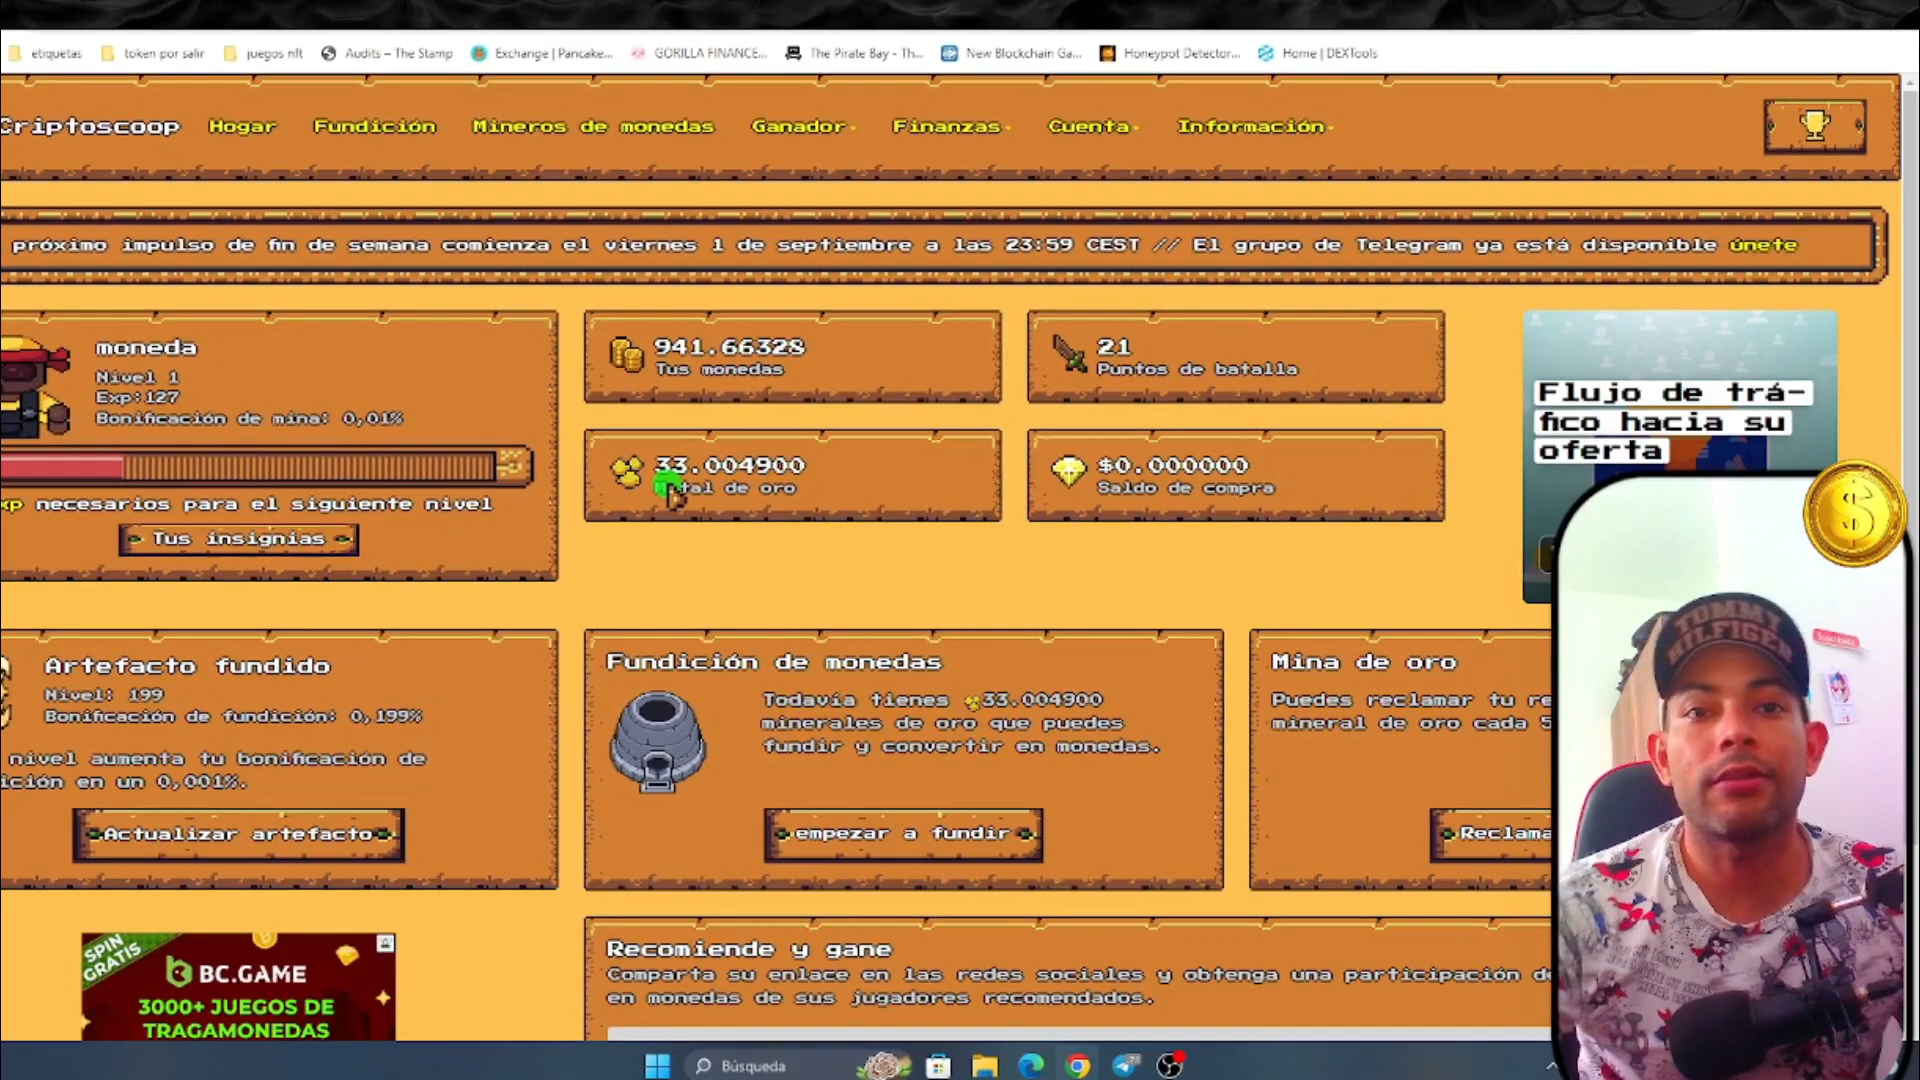 etiquetas token por salir juegos nft Audits – The Stamp Exchange | Pancake... GORILLA FINANCE... The Pirate Bay - Th... New Blockchain Ga... Honeypot Detector... Home | DEXTools
Criptoscoop Hogar Fundición Mineros de monedas Ganador Finanzas Cuenta Información
próximo impulso de fin de semana comienza el viernes 1 de septiembre a las 23:59 CEST // El grupo de Telegram ya está disponible únete
moneda
Nivel 1
Exp:127
Bonificación de mina: 0,01%
necesarios para el siguiente nivel
Tus insignias
941.66328
Tus monedas
21
Puntos de batalla
33.004900
de oro
$0.000000
Saldo de compra
Flujo de trá-
fico hacia su
oferta
Artefacto fundido
Nivel: 199
Bonificación de fundición: 0,199%
nivel aumenta tu bonificación de
en un 0,001%.
Actualizar artefacto
Fundición de monedas
Todavía tienes 33.004900
minerales de oro que puedes
fundir y convertir en monedas.
empezar a fundir
Mina de oro
Puedes reclamar tu re
mineral de oro cada 5
Reclama
SPIN
GRATIS
BC.GAME
3000+ JUEGOS DE
TRAGAMONEDAS
Recomiende y gane
Comparta su enlace en las redes sociales y obtenga una participación de
en monedas de sus jugadores recomendados.
TOMMY
HILFIGER
Búsqueda